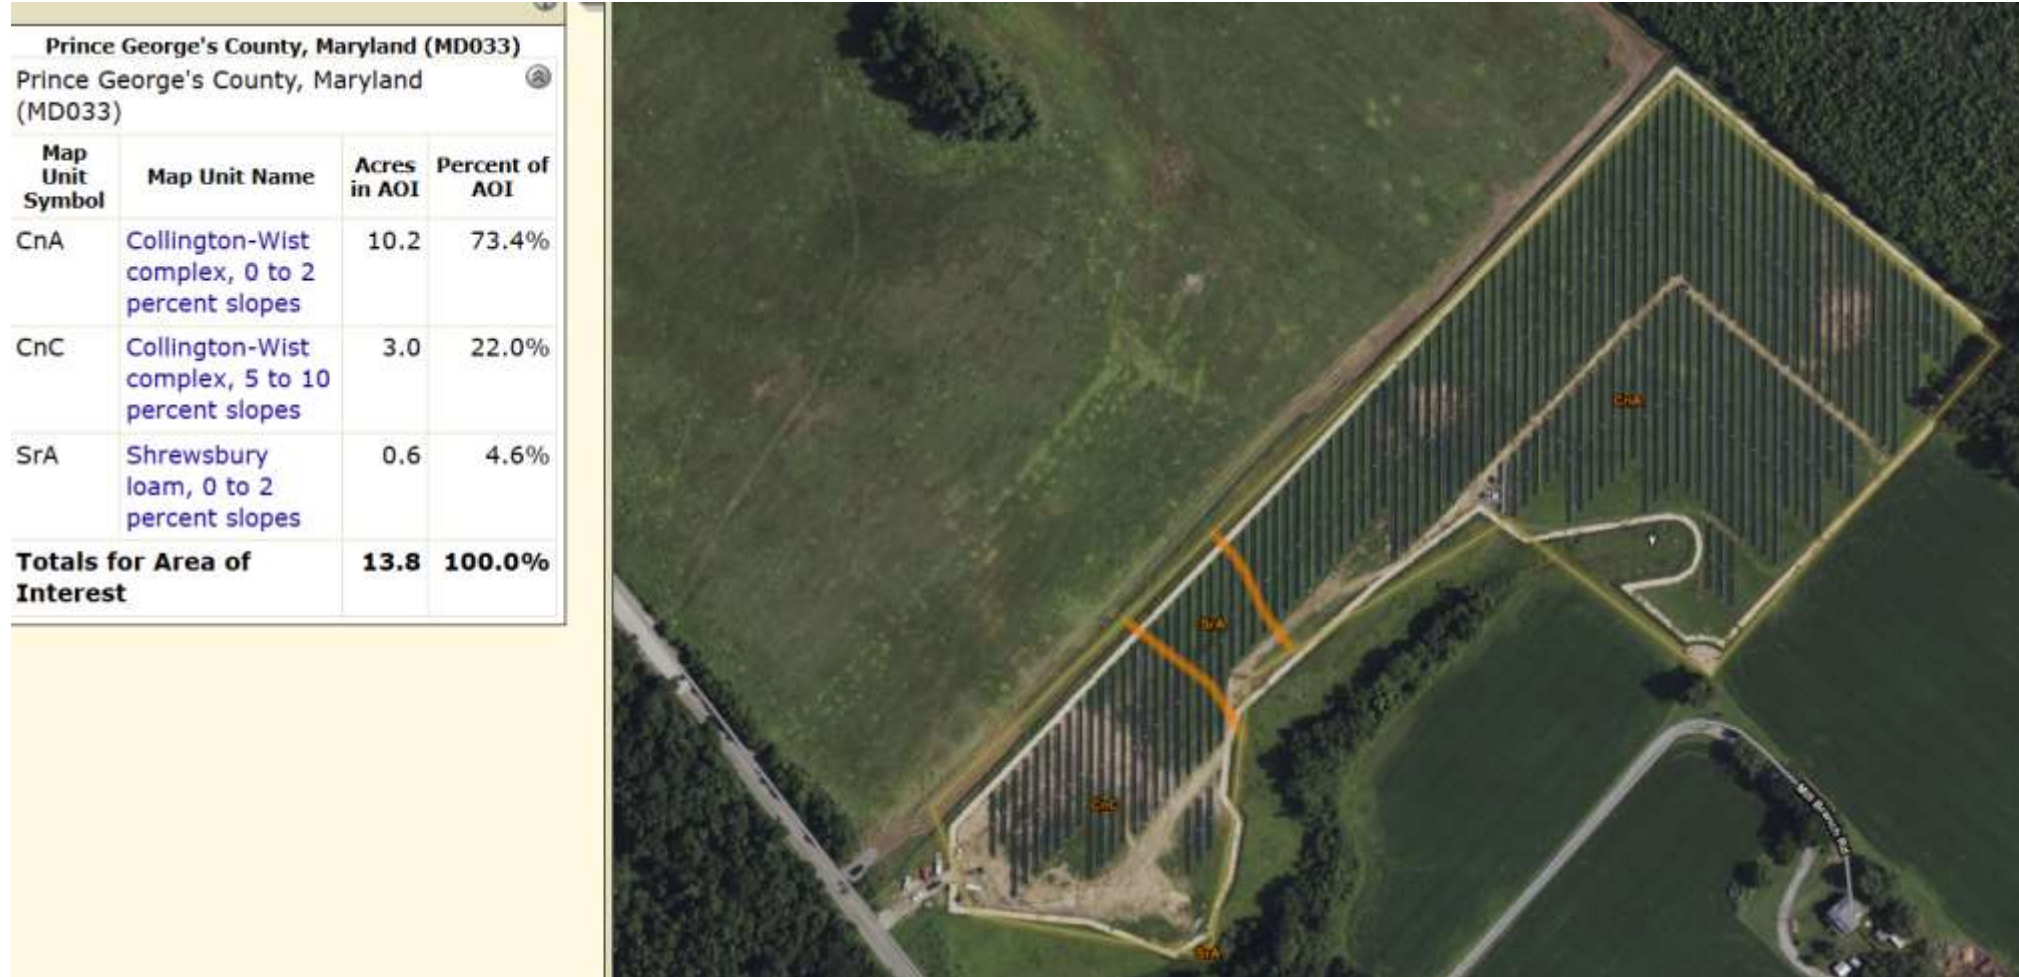 Prince George's County, Maryland (MD033)
Prince George's County, Maryland
(MD033)
Map
Unit
Symbol
Map Unit Name
Acres
in AOI
Percent of
AOI
CnA
Collington-Wist
complex, 0 to 2
percent slopes
10.2
73.4%
CnC
Collington-Wist
complex, 5 to 10
percent slopes
3.0
22.0%
SrA
Shrewsbury
loam, 0 to 2
percent slopes
0.6
4.6%
Totals for Area of
Interest
13.8
100.0%
CnA
SrA
CnC
Mill Branch Rd
SrA